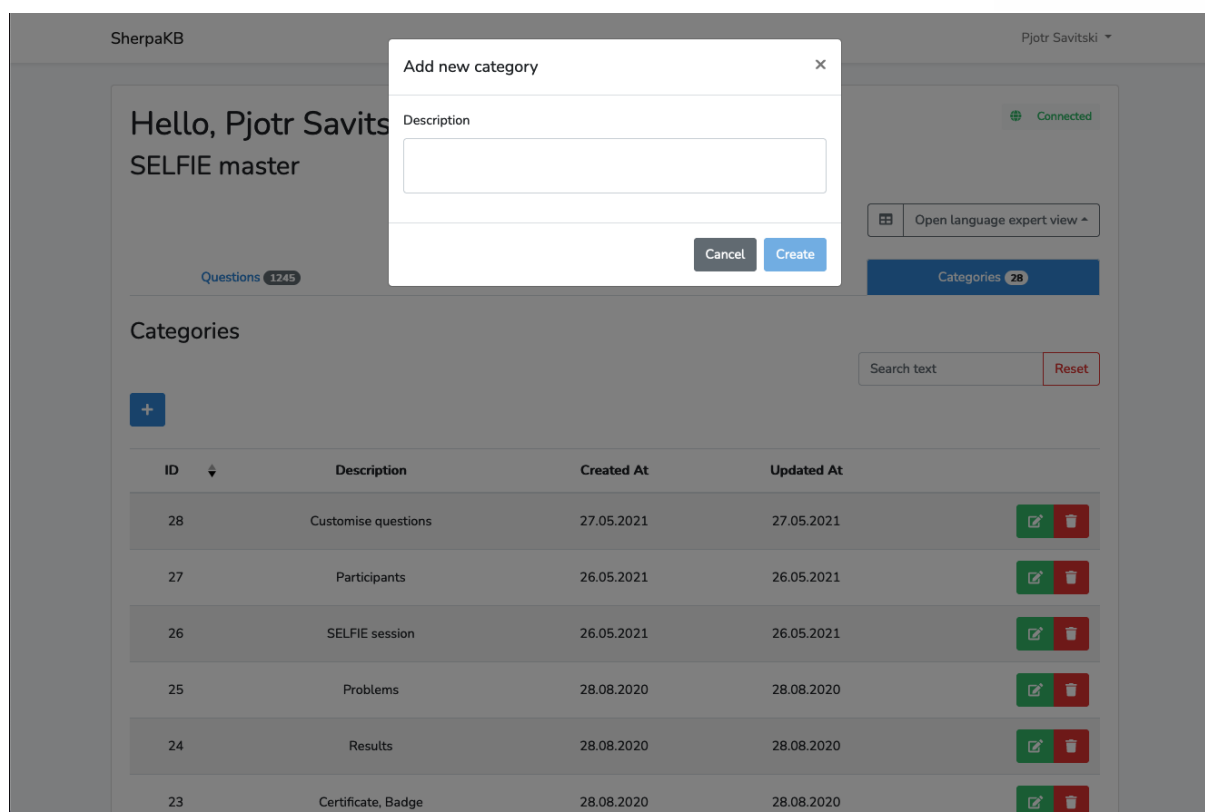 SherpaKB
Pjotr Savitski
Add new category ×
Hello, Pjotr Savits
Description
Connected
SELFIE master
Open language expert view
Cancel
Create
Questions 1245
Categories 28
Categories
Search text
Reset
+
ID Description Created At Updated At
28 Customise questions 27.05.2021 27.05.2021
27 Participants 26.05.2021 26.05.2021
26 SELFIE session 26.05.2021 26.05.2021
25 Problems 28.08.2020 28.08.2020
24 Results 28.08.2020 28.08.2020
23 Certificate, Badge 28.08.2020 28.08.2020